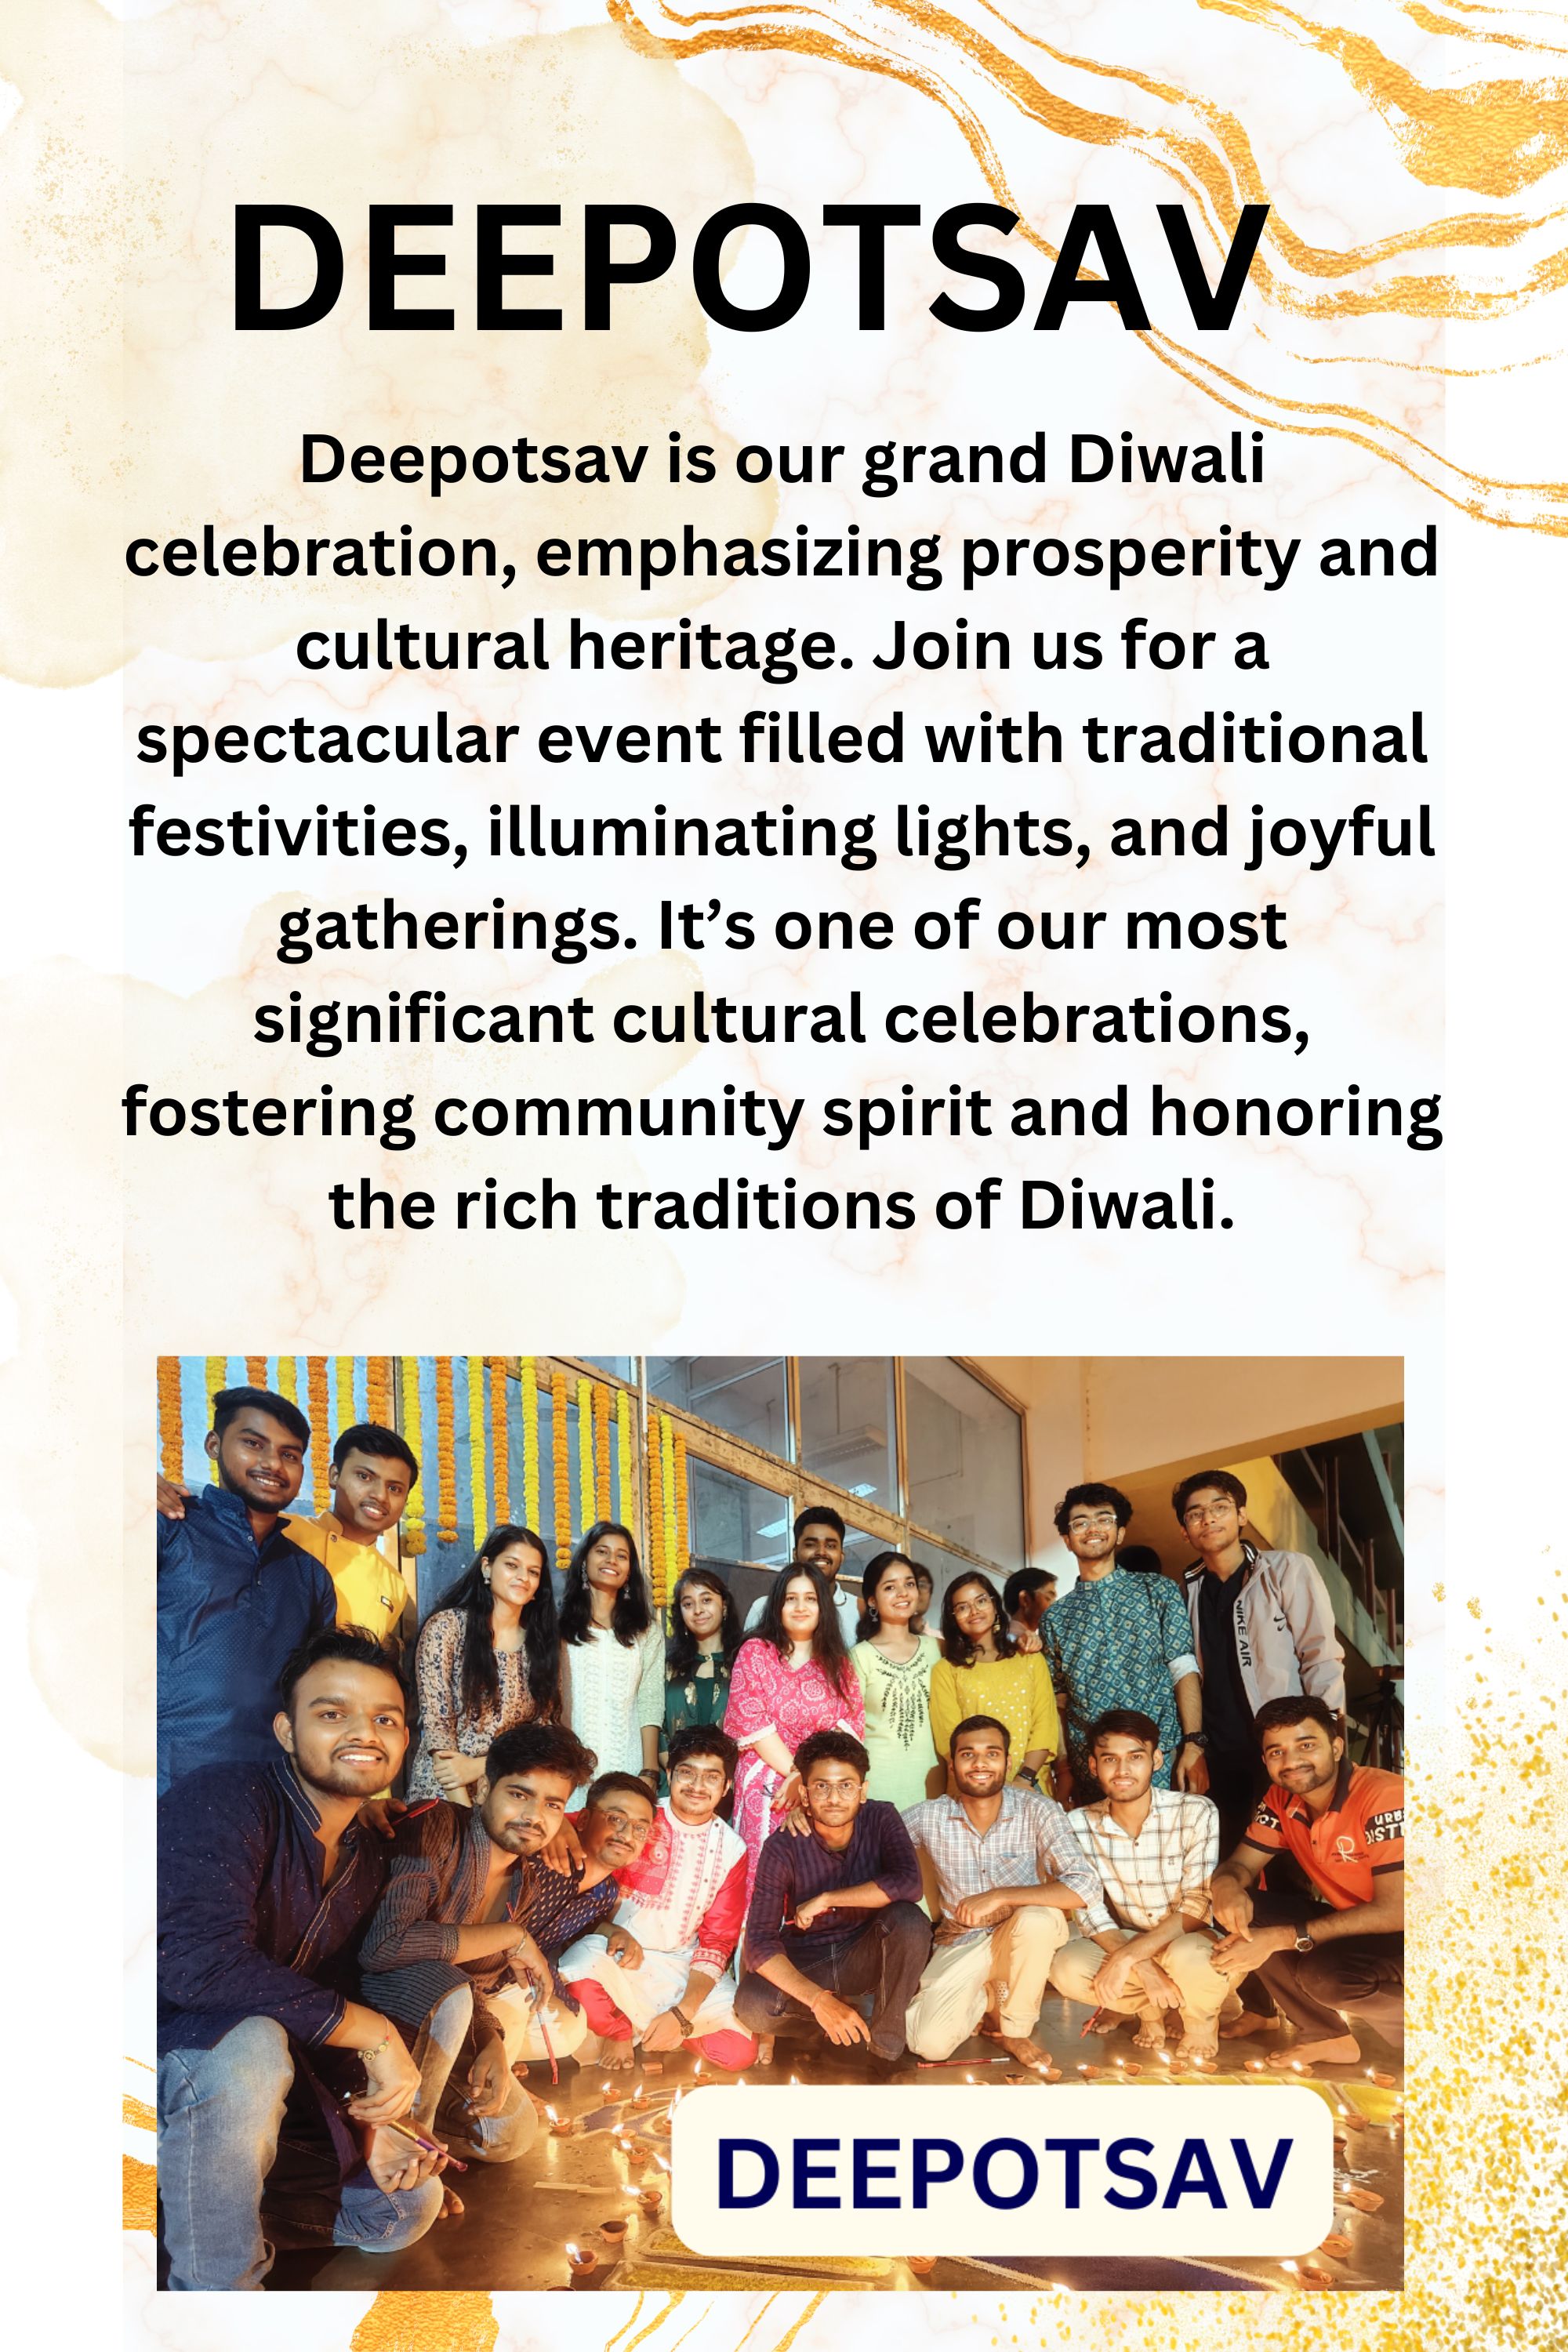 DEEPOTSAV
Deepotsav is our grand Diwali
celebration, emphasizing prosperity and
cultural heritage. Join us for a
spectacular event filled with traditional
festivities, illuminating lights, and joyful
gatherings. It’s one of our most
significant cultural celebrations,
fostering community spirit and honoring
the rich traditions of Diwali.
NIKE AIR
DEEPOTSAV